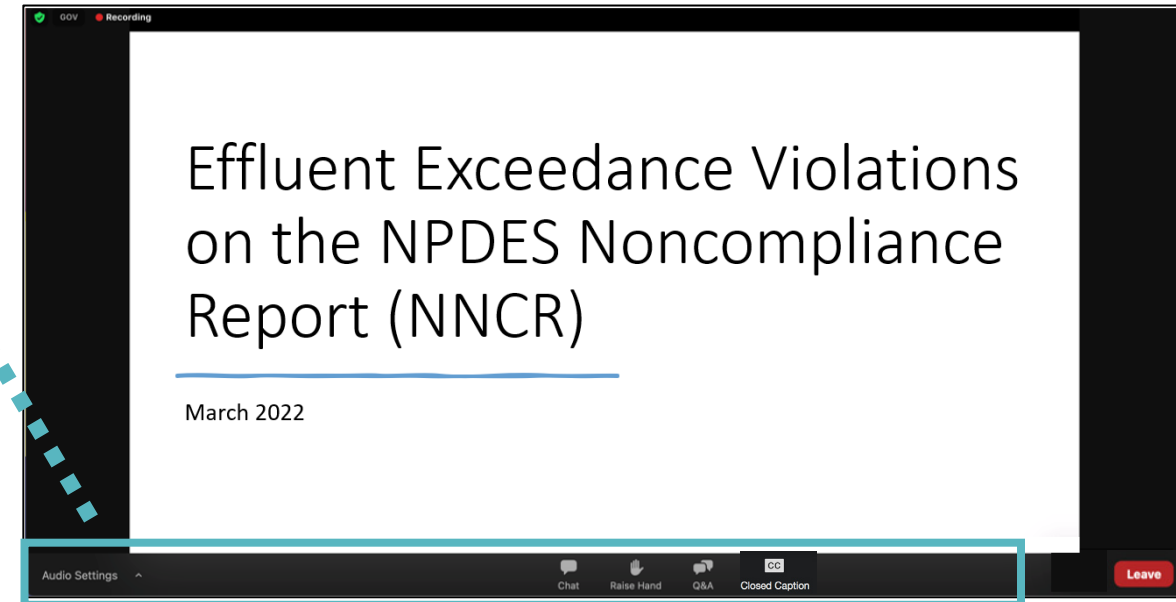 GOV Recording
Effluent Exceedance Violations
on the NPDES Noncompliance
Report (NNCR)
March 2022
Audio Settings Chat Raise Hand Q&A CC Closed Caption Leave